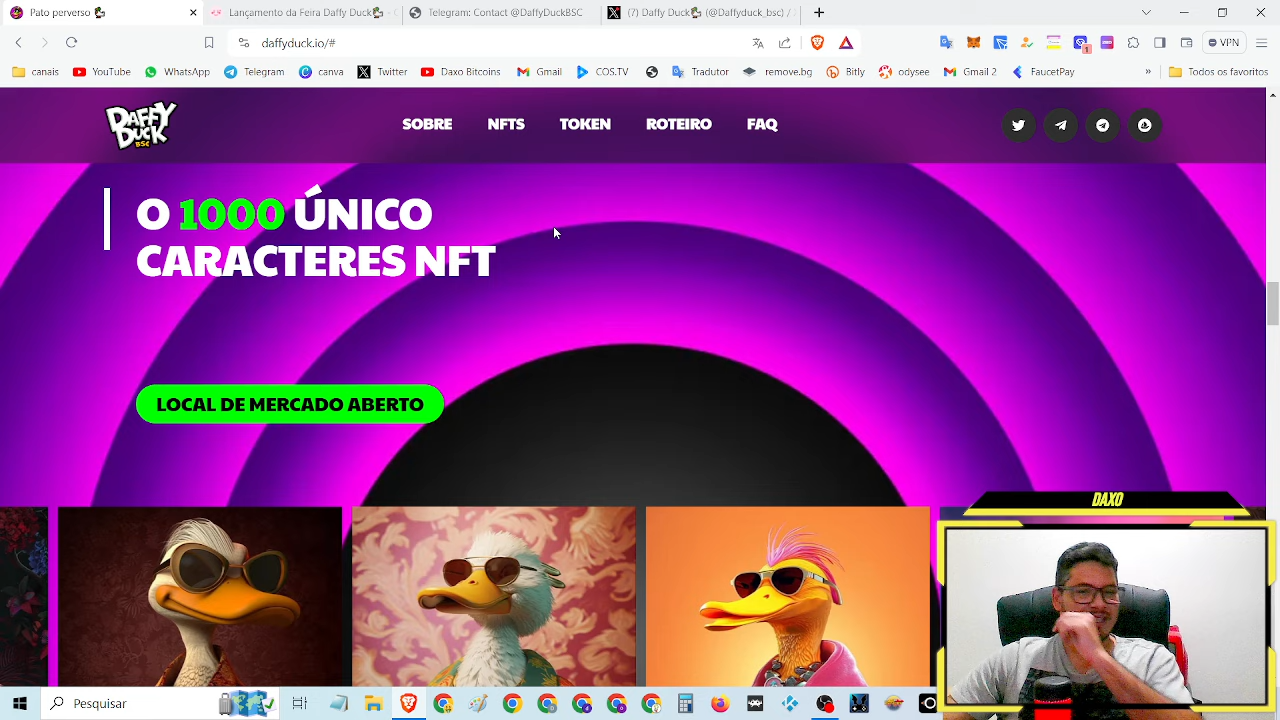 Pato perverso
Lançamento da Feira Daffy Duck
Telegram: Contact @DaffyDuckBSC
(7) Daffy Duck (@daffyduck_bsc) /
daffyduck.io/#
VPN
canais
YouTube
WhatsApp
Telegram
canva
Twitter
Daxo Trains
Gmail
COS.TV
Tradutor
remove.bg
Bing
odysee
Gmail 2
FaucetPay
»
Todos os favoritos
DAFFY
DUCK
BSC
SOBRE
NFTS
TOKEN
ROTEIRO
FAQ
O 1000 ÚNICO
CARACTERES NFT
LOCAL DE MERCADO ABERTO
DAXO
Pesquisar